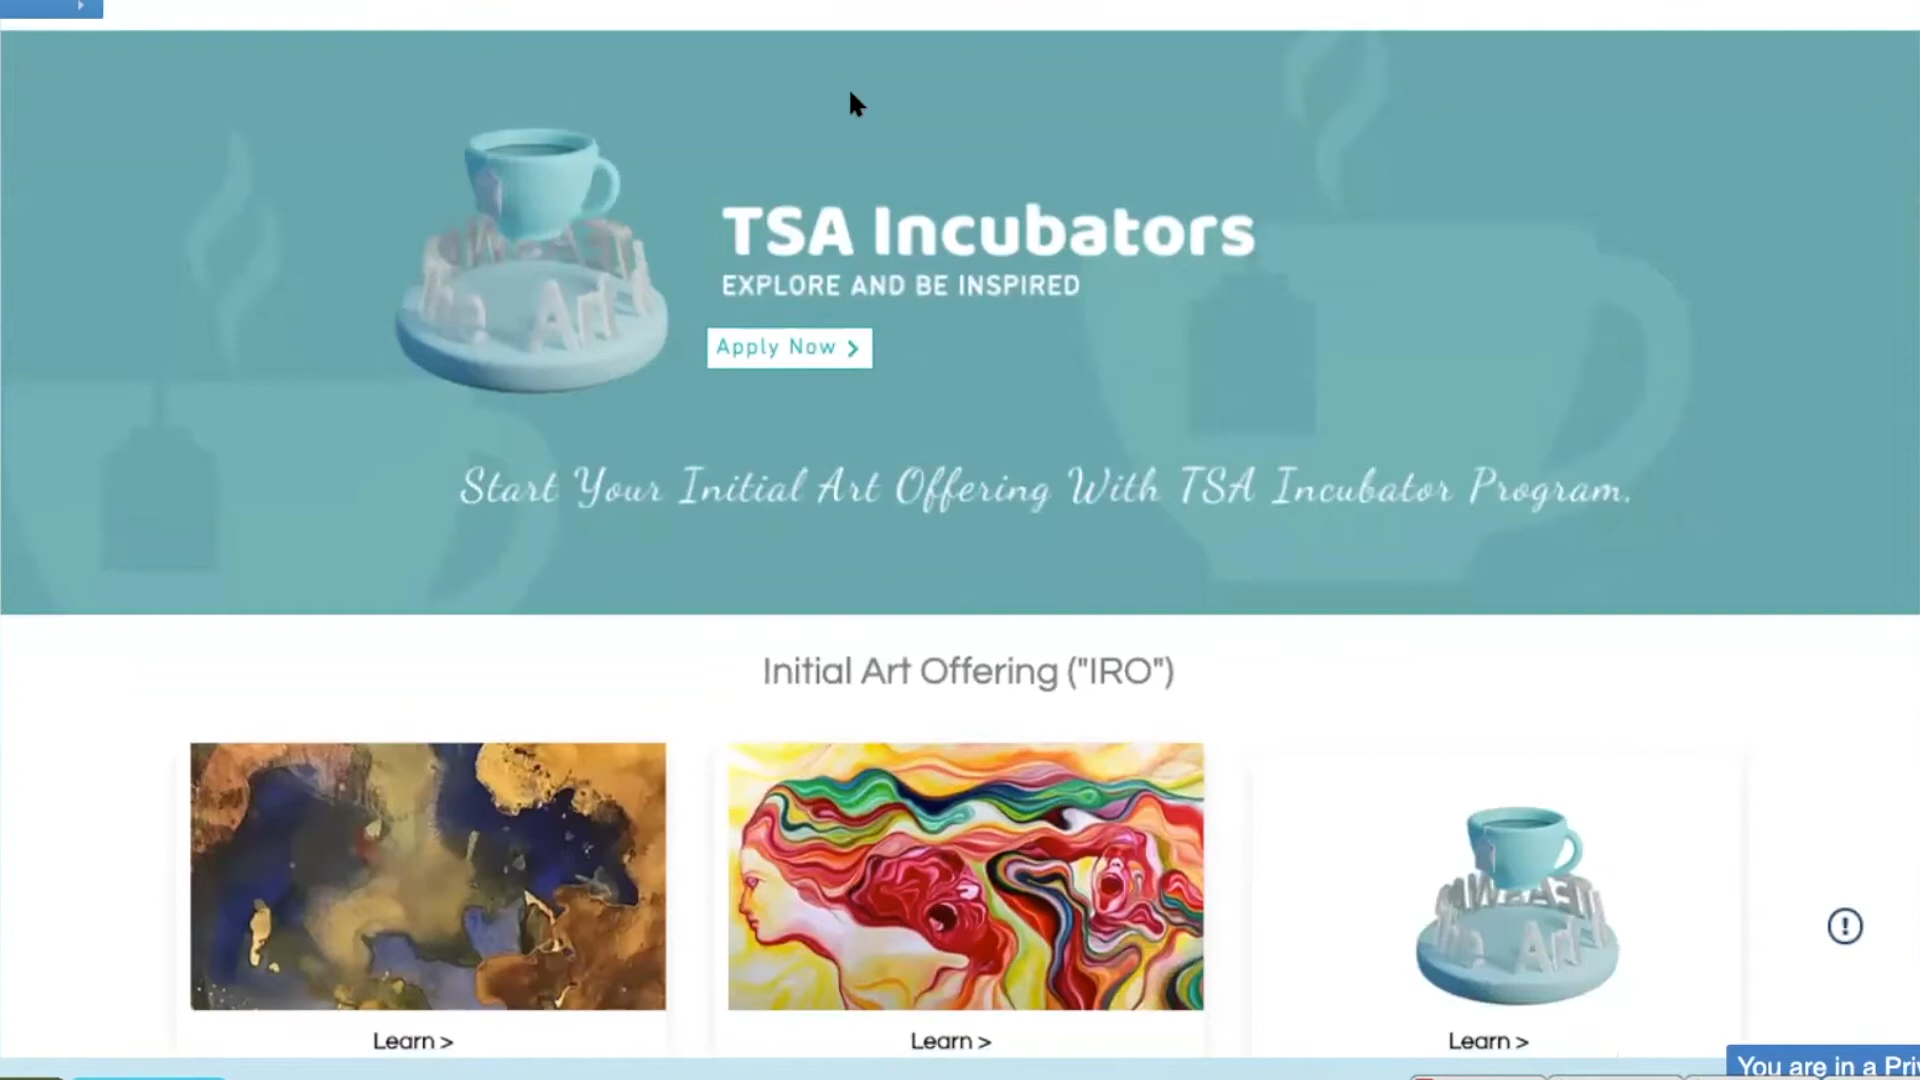 TSA Incubators
EXPLORE AND BE INSPIRED
Apply Now >
Start Your Initial Art Offering With TSA Incubator Program.
Initial Art Offering ("IRO")
Learn >
Learn >
Learn >
You are in a Pri